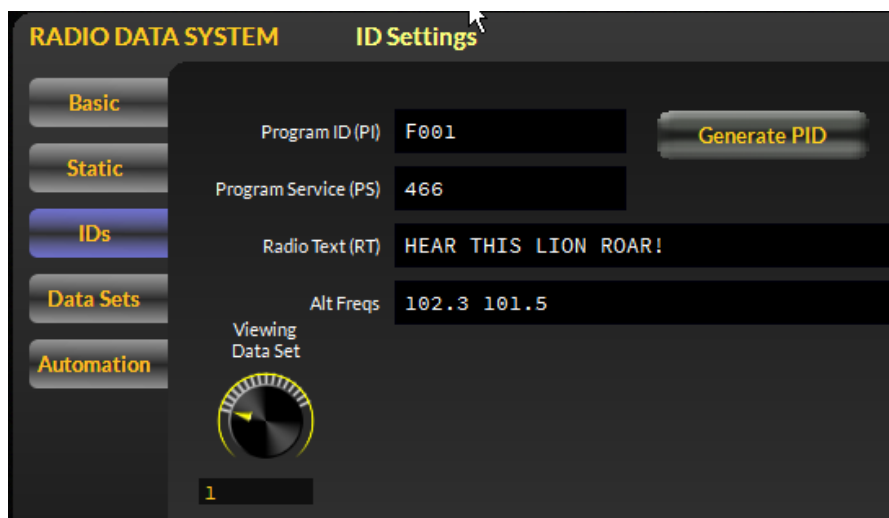 RADIO DATA SYSTEM ID Settings
Basic
Program ID (PI) F001 Generate PID
Static
Program Service (PS) 466
IDs
Radio Text (RT) HEAR THIS LION ROAR!
Data Sets
Alt Freqs 102.3 101.5
Viewing
Data Set
Automation
1